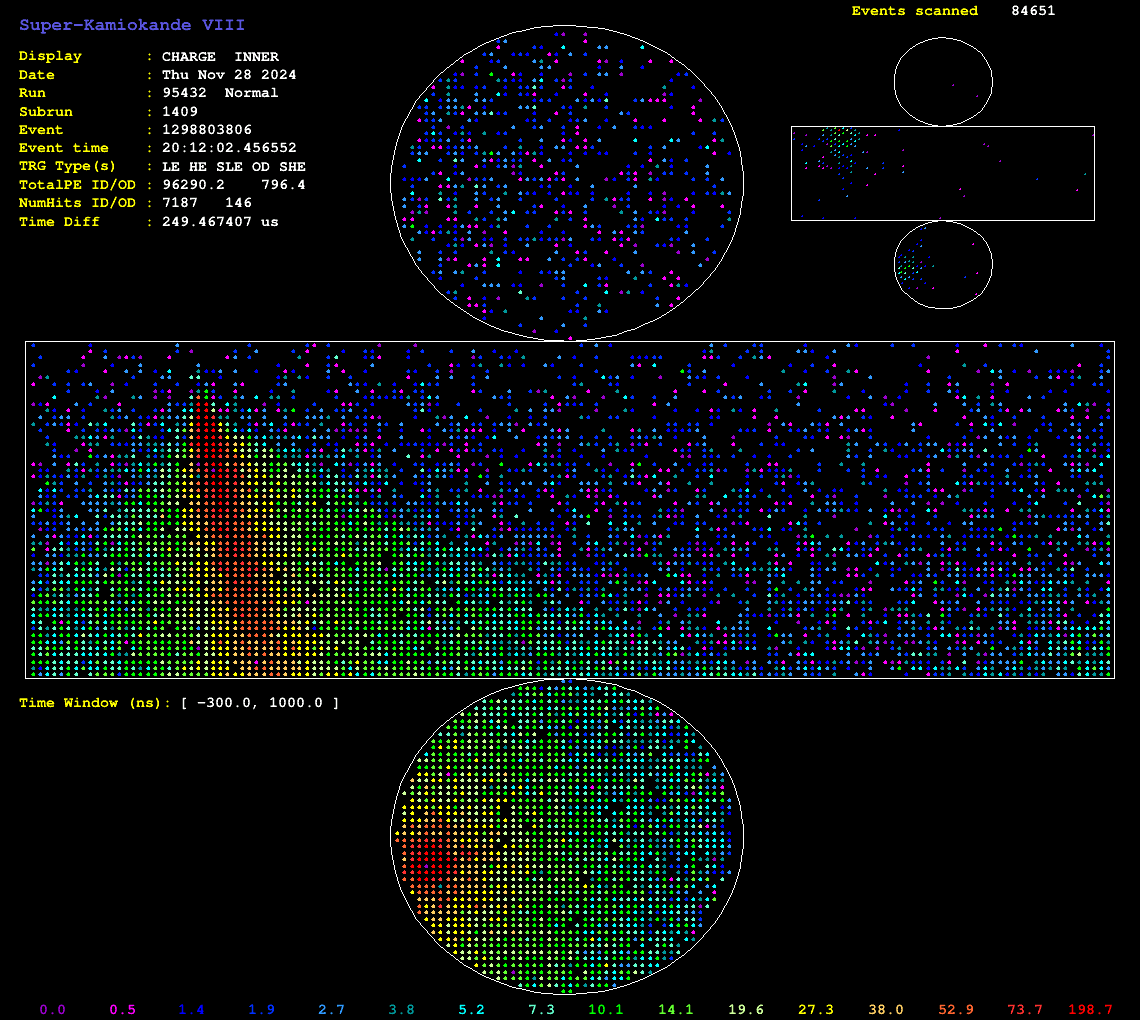 Super-Kamiokande VIII
Events scanned 84651
Display : CHARGE INNER
Date : Thu Nov 28 2024
Run : 95432 Normal
Subrun : 1409
Event : 1298803806
Event time : 20:12:02.456552
TRG Type(s) : LE HE SLE OD SHE
TotalPE ID/OD : 96290.2 796.4
NumHits ID/OD : 7187 146
Time Diff : 249.467407 us
Time Window (ns): [ -300.0, 1000.0 ]
0.0 0.5 1.4 1.9 2.7 3.8 5.2 7.3 10.1 14.1 19.6 27.3 38.0 52.9 73.7 198.7